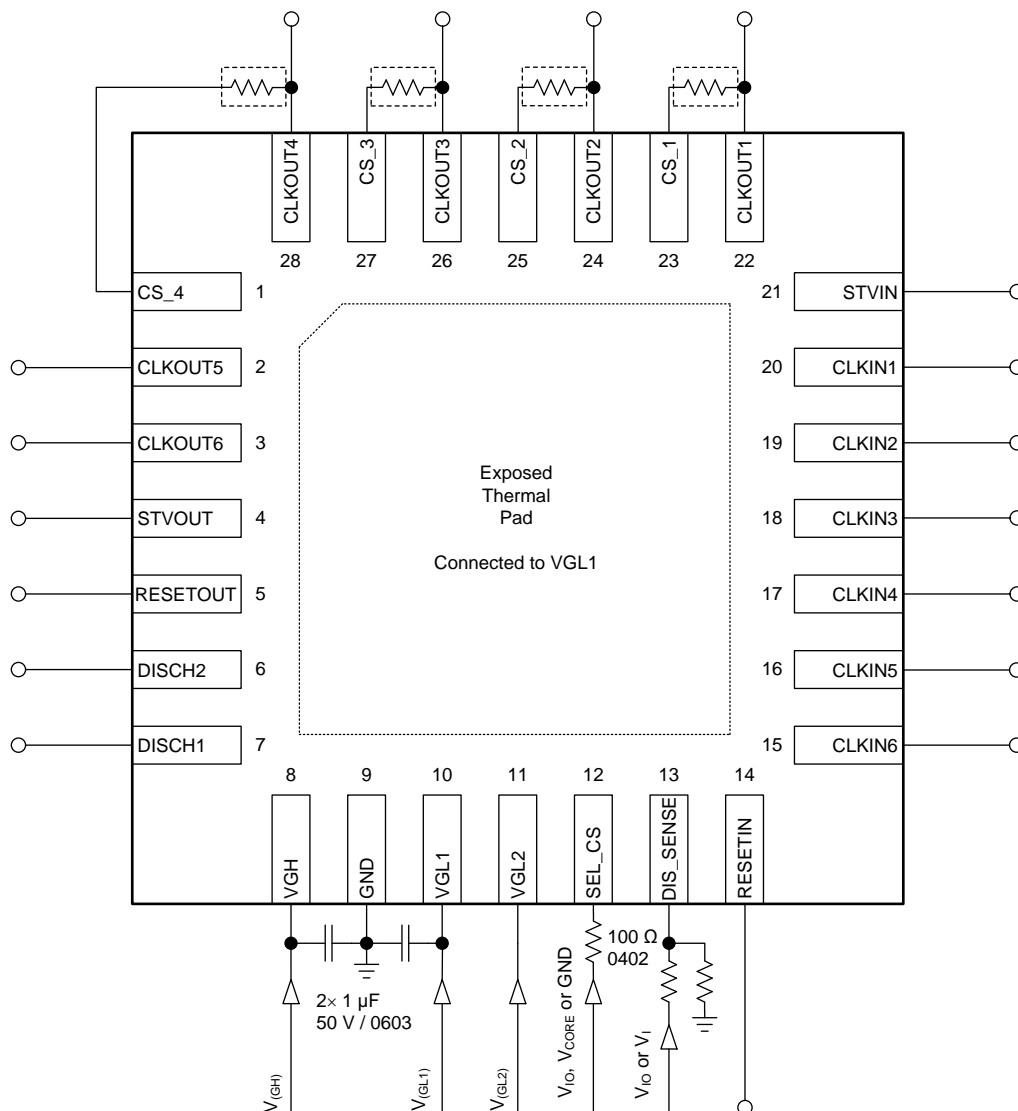 CLKOUT4
CS_3
CLKOUT3
CS_2
CLKOUT2
CS_1
CLKOUT1
28
27
26
25
24
23
22
CS_4 1
21 STVIN
CLKOUT5 2
20 CLKIN1
CLKOUT6 3
19 CLKIN2
STVOUT 4
18 CLKIN3
RESETOUT 5
17 CLKIN4
DISCH2 6
16 CLKIN5
DISCH1 7
15 CLKIN6
Exposed
Thermal
Pad
Connected to VGL1
8
9
10
11
12
13
14
VGH
GND
VGL1
VGL2
SEL_CS
DIS_SENSE
RESETIN
100 Ω
0402
2× 1 µF
50 V / 0603
V(GH)
V(GL1)
V(GL2)
VIO, VCORE or GND
VIO or VI